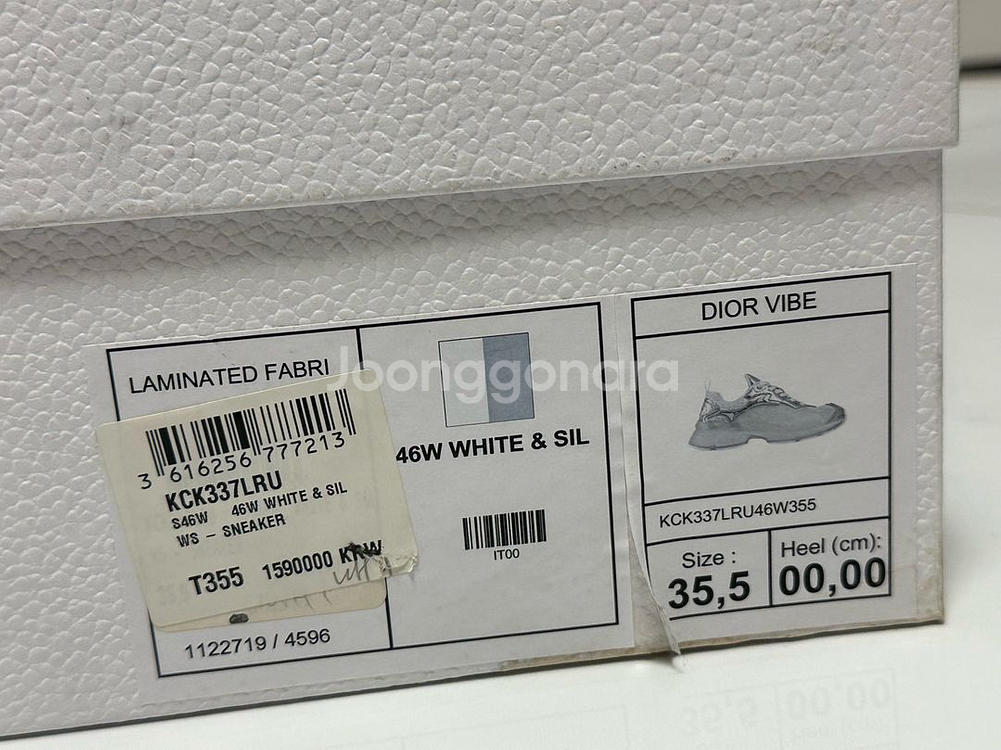 LAMINATED FABRI
3 616256 777213
KCK337LRU
S46W 46W WHITE & SIL
WS - SNEAKER
T355 1590000 KRW
1122719 / 4596
46W WHITE & SIL
IT00
DIOR VIBE
KCK337LRU46W355
Size :
35,5
Heel (cm):
00,00
Joonggonara